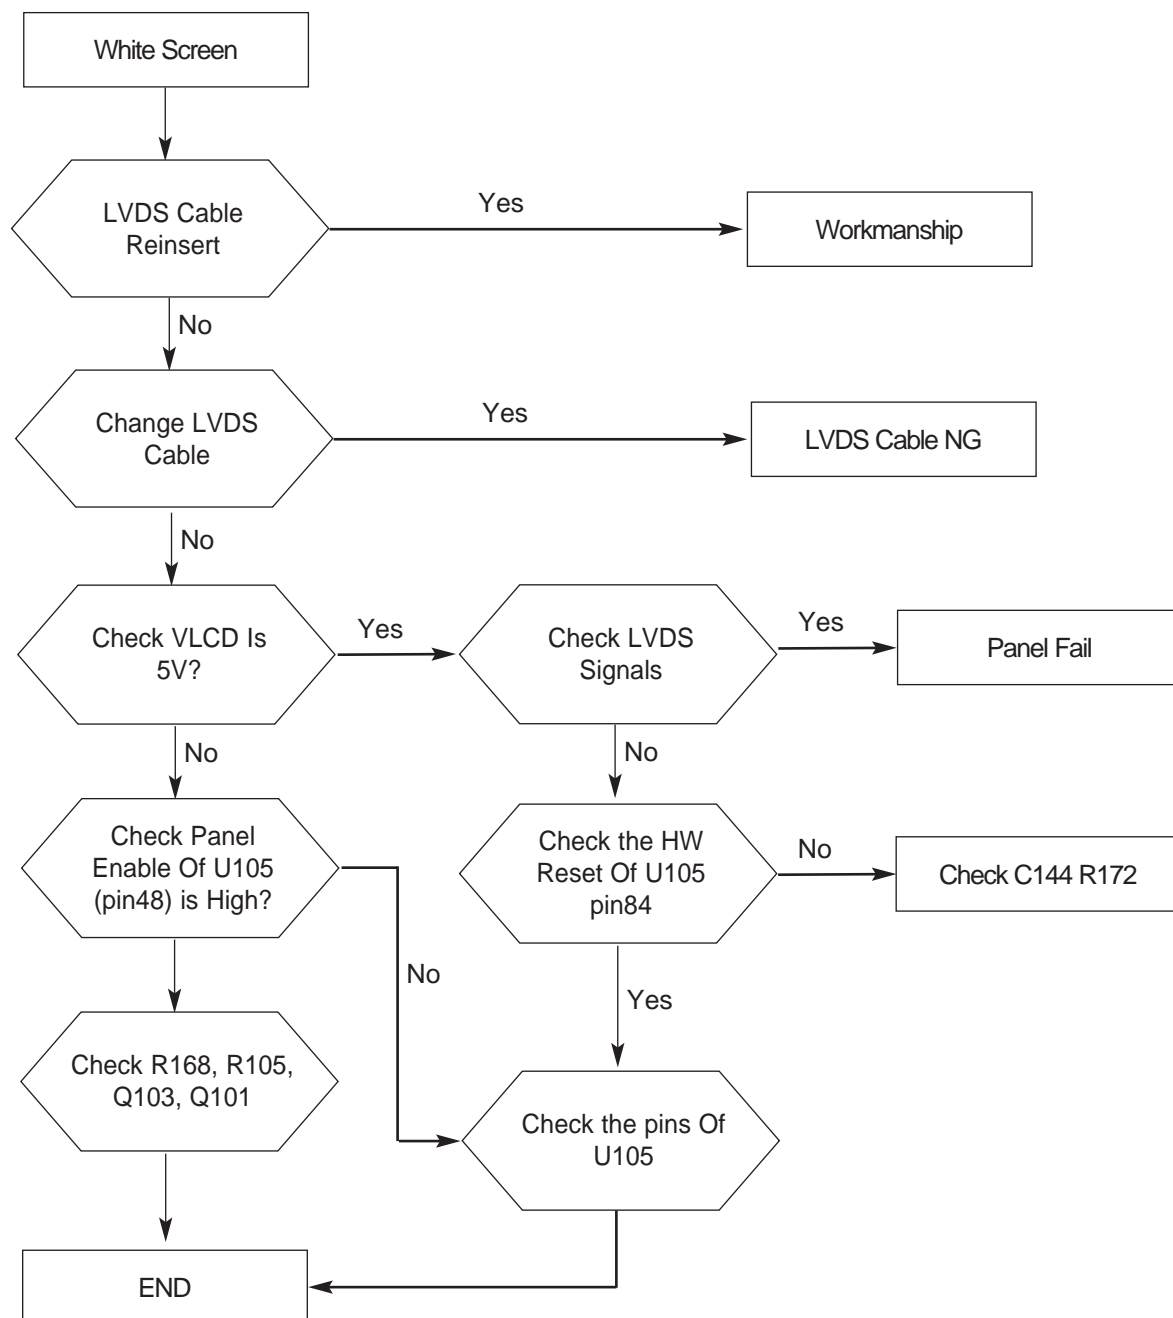 White Screen
LVDS Cable
Reinsert
Yes
Workmanship
No
Change LVDS
Cable
Yes
LVDS Cable NG
No
Check VLCD Is
5V?
Yes
Check LVDS
Signals
Yes
Panel Fail
No
No
Check Panel
Enable Of U105
(pin48) is High?
Check the HW
Reset Of U105
pin84
No
Check C144 R172
No
Yes
Check R168, R105,
Q103, Q101
Check the pins Of
U105
END